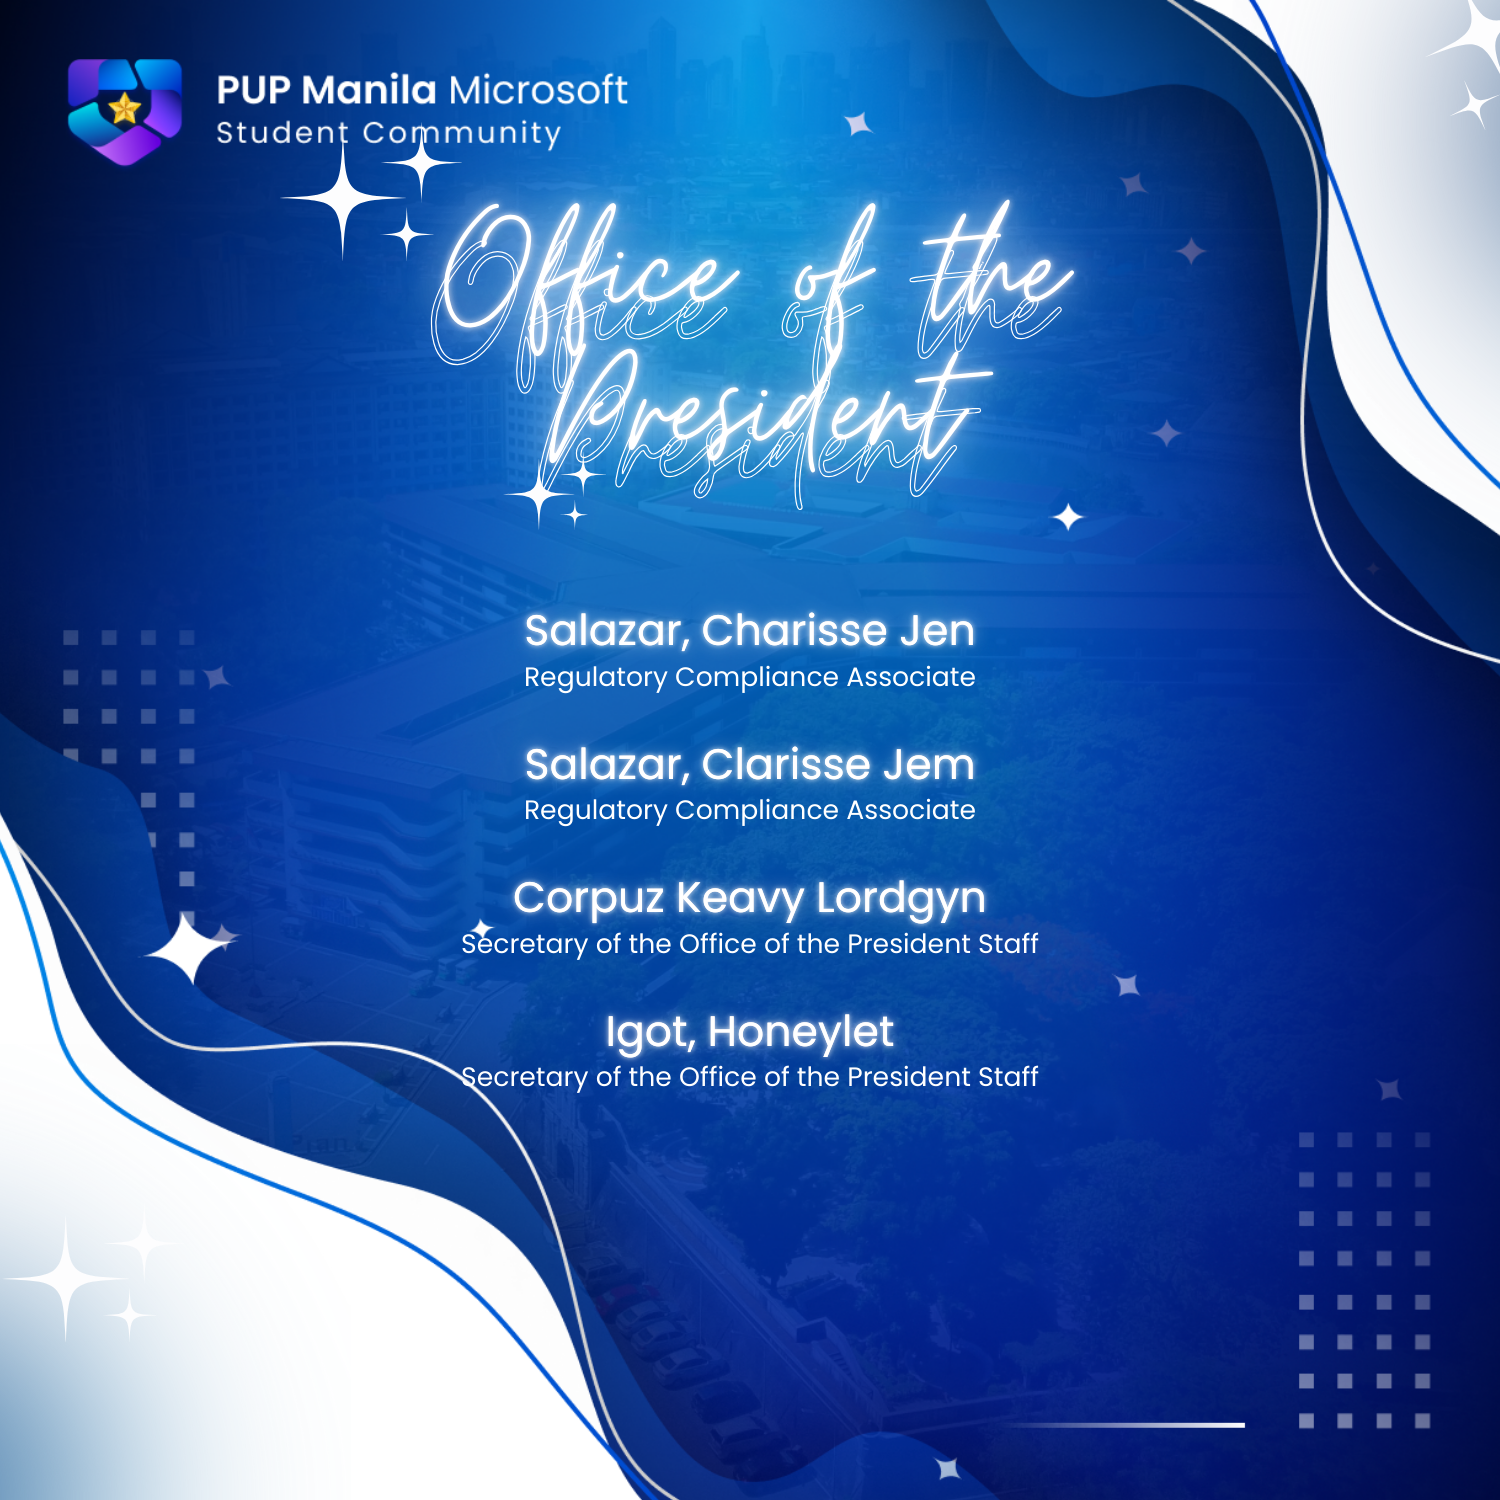 PUP Manila Microsoft
Student Community
Office of the
President
Salazar, Charisse Jen
Regulatory Compliance Associate
Salazar, Clarisse Jem
Regulatory Compliance Associate
Corpuz Keavy Lordgyn
Secretary of the Office of the President Staff
Igot, Honeylet
Secretary of the Office of the President Staff